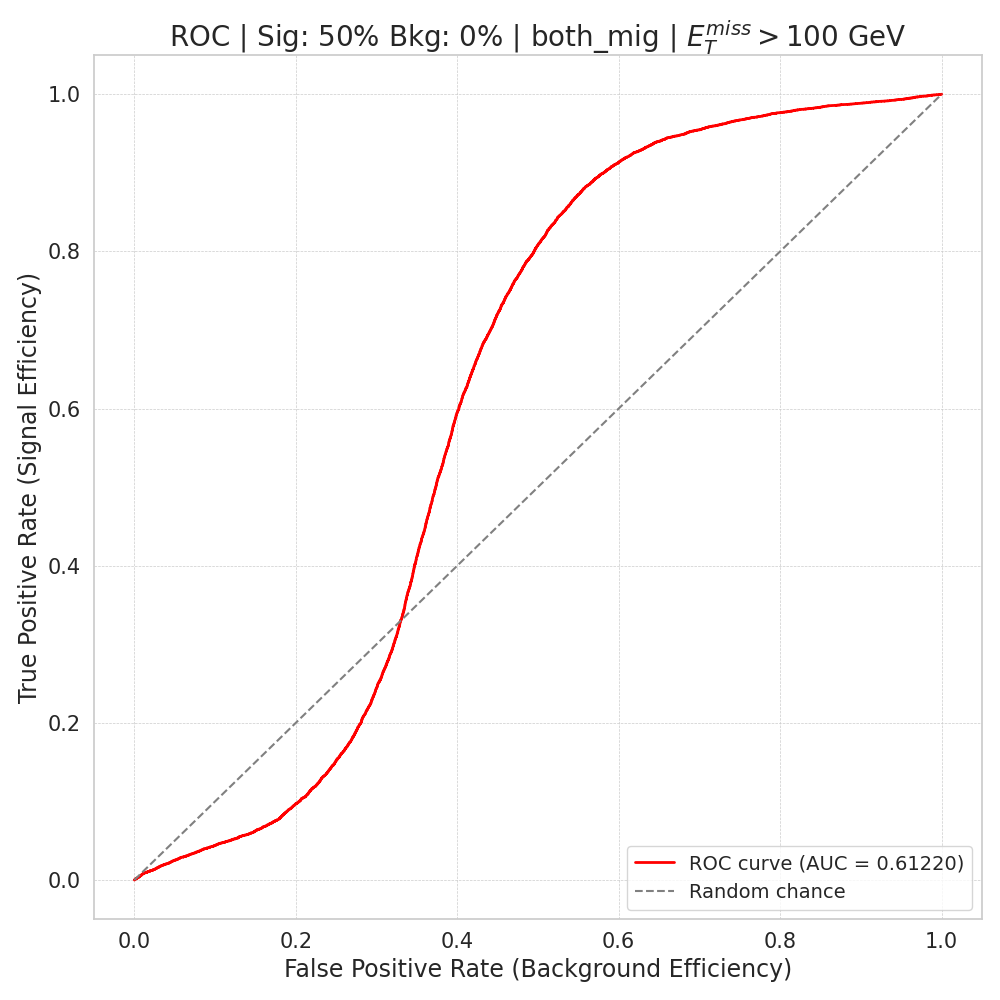 ROC | Sig: 50% Bkg: 0% | both_mig | $E_T^{miss} > 100$ GeV
True Positive Rate (Signal Efficiency)
1.0
0.8
0.6
0.4
0.2
0.0
ROC curve (AUC = 0.61220)
Random chance
0.0 0.2 0.4 0.6 0.8 1.0
False Positive Rate (Background Efficiency)